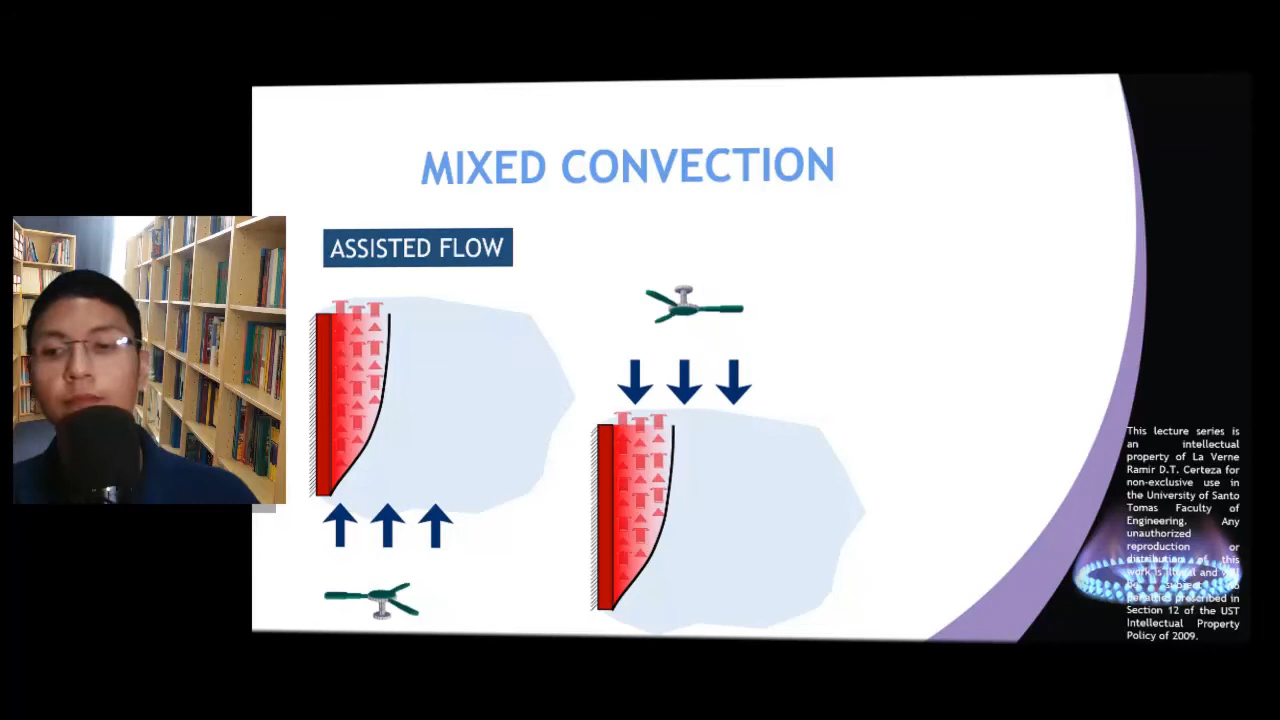 MIXED CONVECTION
ASSISTED FLOW
This lecture series is
an intellectual
property of La Verne
Ramir D.T. Certeza for
non-exclusive use in
the University of Santo
Tomas Faculty of
Engineering. Any
unauthorized
reproduction or
distribution of this
work is illegal and will
be subject to
penalties prescribed in
Section 12 of the UST
Intellectual Property
Policy of 2009.